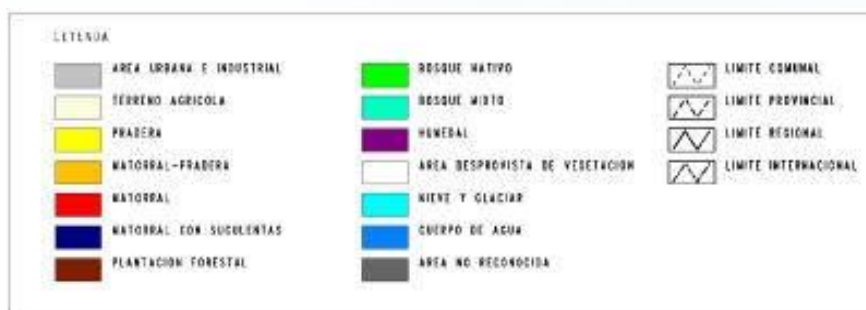 LEYENDA
AREA URBANA E INDUSTRIAL
TERRENO AGRICOLA
PRADERA
MATORRAL-PRADERA
MATORRAL
MATORRAL CON SUCULENTAS
PLANTACION FORESTAL
BOSQUE NATIVO
BOSQUE MIXTO
HUMEDAL
AREA DESPROVISTA DE VEGETACION
NIEVE Y GLACIAR
CUERPO DE AGUA
AREA NO RECONOCIDA
LIMITE COMUNAL
LIMITE PROVINCIAL
LIMITE REGIONAL
LIMITE INTERNACIONAL